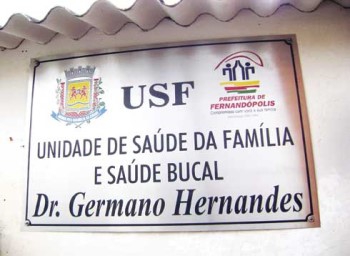 USF
PREFEITURA DE
FERNANDÓPOLIS
UNIDADE DE SAÚDE DA FAMÍLIA
E SAÚDE BUCAL
Dr. Germano Hernandes